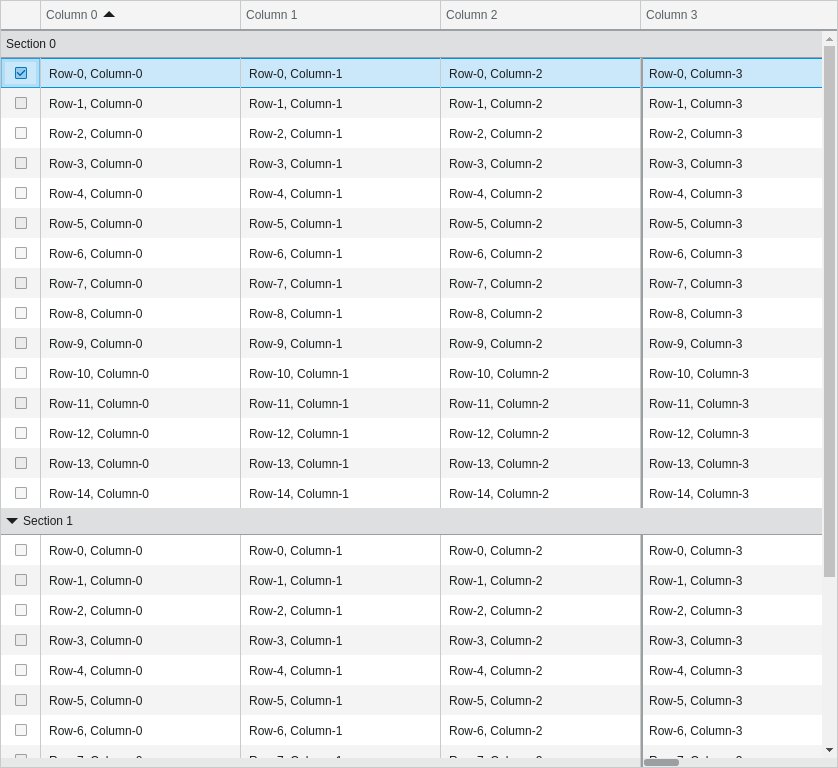 Column 0 Column 1 Column 2 Column 3
Section 0
Row-0, Column-0 Row-0, Column-1 Row-0, Column-2 Row-0, Column-3
Row-1, Column-0 Row-1, Column-1 Row-1, Column-2 Row-1, Column-3
Row-2, Column-0 Row-2, Column-1 Row-2, Column-2 Row-2, Column-3
Row-3, Column-0 Row-3, Column-1 Row-3, Column-2 Row-3, Column-3
Row-4, Column-0 Row-4, Column-1 Row-4, Column-2 Row-4, Column-3
Row-5, Column-0 Row-5, Column-1 Row-5, Column-2 Row-5, Column-3
Row-6, Column-0 Row-6, Column-1 Row-6, Column-2 Row-6, Column-3
Row-7, Column-0 Row-7, Column-1 Row-7, Column-2 Row-7, Column-3
Row-8, Column-0 Row-8, Column-1 Row-8, Column-2 Row-8, Column-3
Row-9, Column-0 Row-9, Column-1 Row-9, Column-2 Row-9, Column-3
Row-10, Column-0 Row-10, Column-1 Row-10, Column-2 Row-10, Column-3
Row-11, Column-0 Row-11, Column-1 Row-11, Column-2 Row-11, Column-3
Row-12, Column-0 Row-12, Column-1 Row-12, Column-2 Row-12, Column-3
Row-13, Column-0 Row-13, Column-1 Row-13, Column-2 Row-13, Column-3
Row-14, Column-0 Row-14, Column-1 Row-14, Column-2 Row-14, Column-3
Section 1
Row-0, Column-0 Row-0, Column-1 Row-0, Column-2 Row-0, Column-3
Row-1, Column-0 Row-1, Column-1 Row-1, Column-2 Row-1, Column-3
Row-2, Column-0 Row-2, Column-1 Row-2, Column-2 Row-2, Column-3
Row-3, Column-0 Row-3, Column-1 Row-3, Column-2 Row-3, Column-3
Row-4, Column-0 Row-4, Column-1 Row-4, Column-2 Row-4, Column-3
Row-5, Column-0 Row-5, Column-1 Row-5, Column-2 Row-5, Column-3
Row-6, Column-0 Row-6, Column-1 Row-6, Column-2 Row-6, Column-3